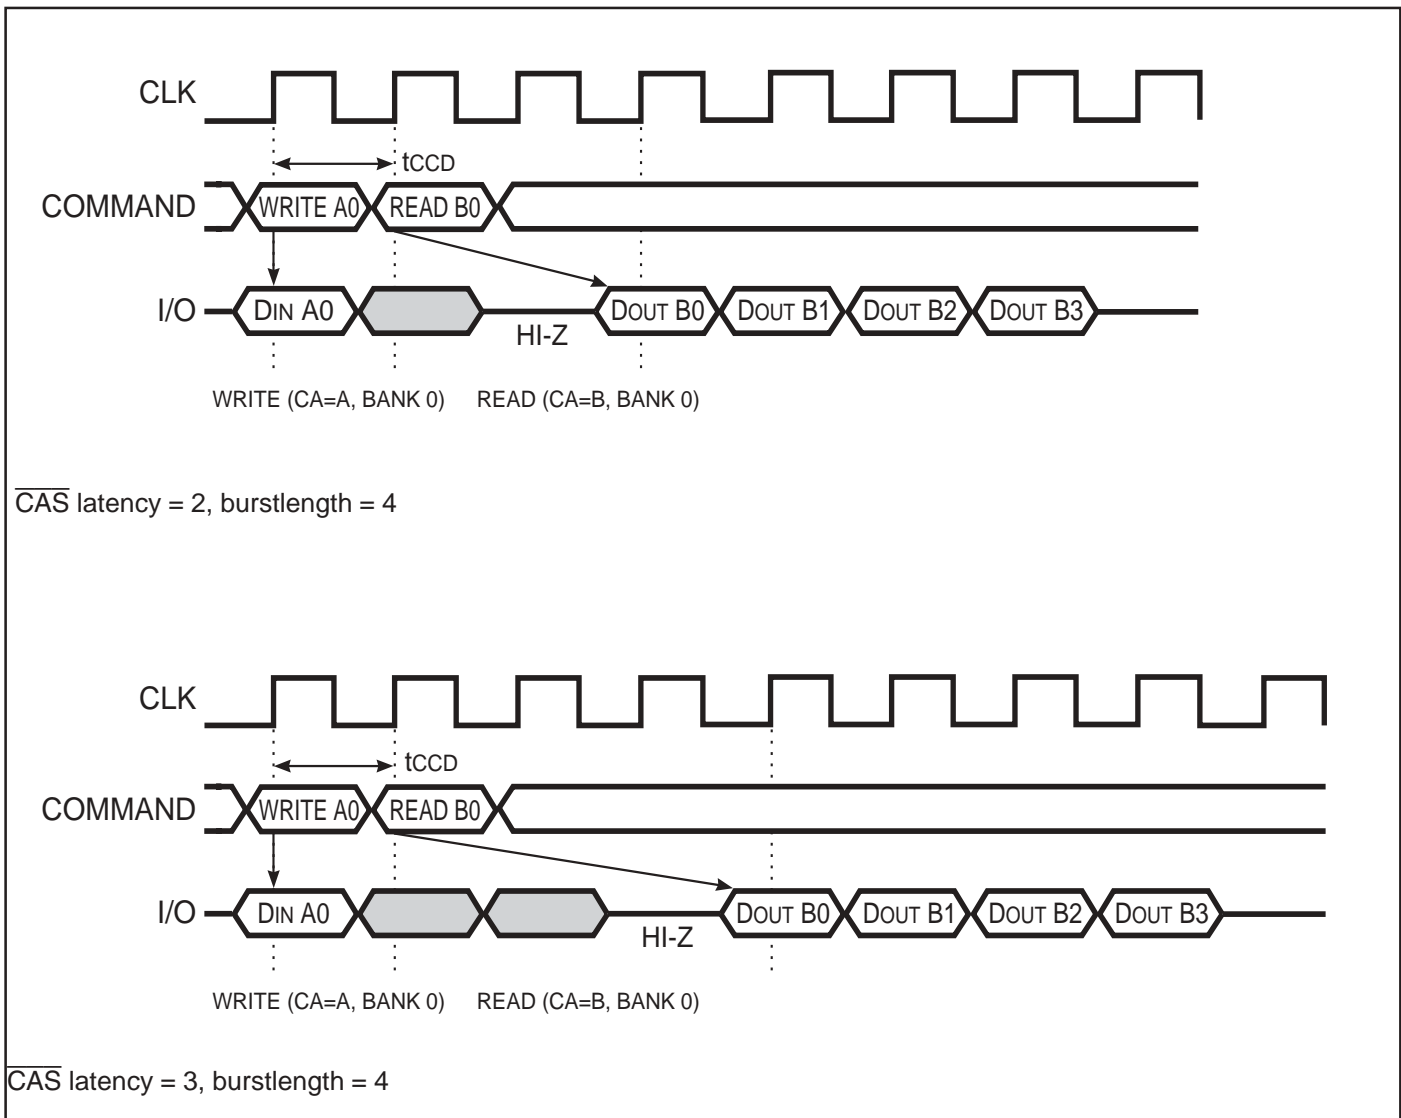 CLK
tCCD
COMMAND WRITE A0 READ B0
I/O DIN A0 DOUT B0 DOUT B1 DOUT B2 DOUT B3
HI-Z
WRITE (CA=A, BANK 0) READ (CA=B, BANK 0)
C̅A̅S̅ latency = 2, burstlength = 4
CLK
tCCD
COMMAND WRITE A0 READ B0
I/O DIN A0 DOUT B0 DOUT B1 DOUT B2 DOUT B3
HI-Z
WRITE (CA=A, BANK 0) READ (CA=B, BANK 0)
C̅A̅S̅ latency = 3, burstlength = 4